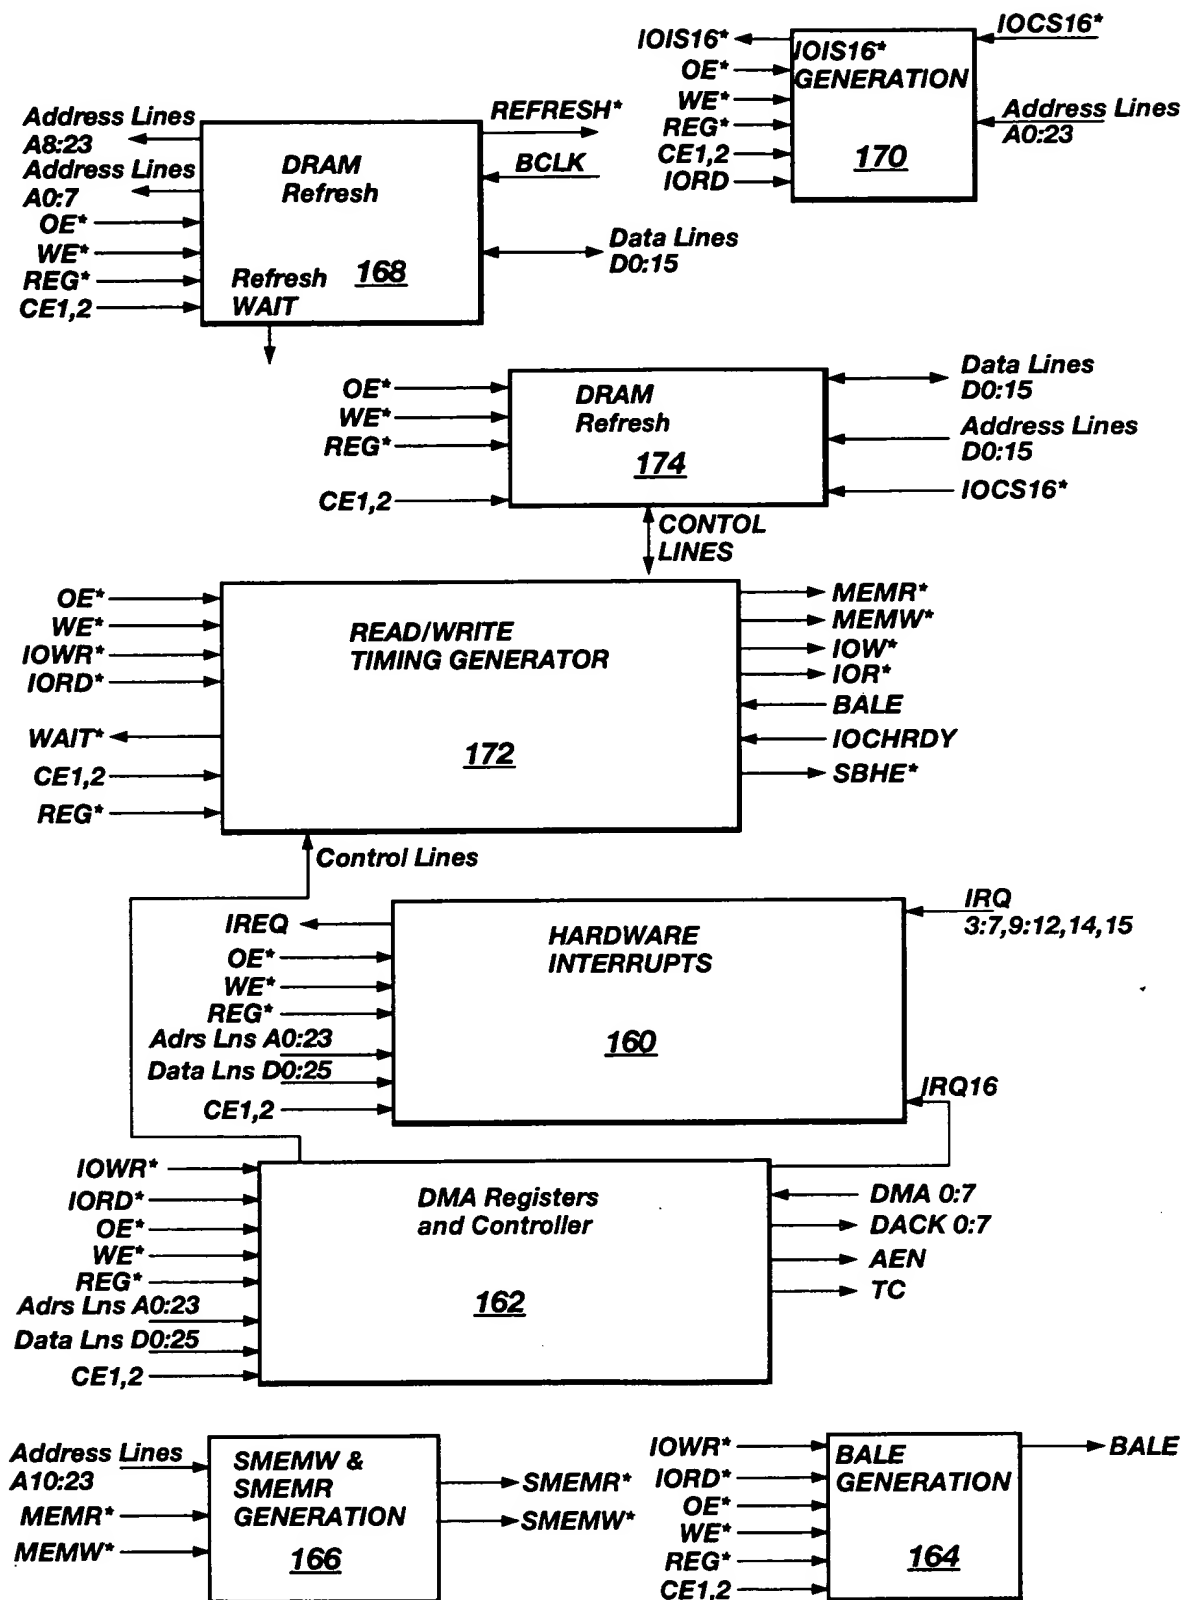 IOIS16*
OE*
WE*
REG*
CE1,2
IORD
IOIS16*
GENERATION
170
IOCS16*
Address Lines
A0:23
Address Lines
A8:23
Address Lines
A0:7
OE*
WE*
REG*
CE1,2
DRAM
Refresh
168
Refresh
WAIT
REFRESH*
BCLK
Data Lines
D0:15
OE*
WE*
REG*
CE1,2
DRAM
Refresh
174
Data Lines
D0:15
Address Lines
D0:15
IOCS16*
CONTOL
LINES
OE*
WE*
IOWR*
IORD*
WAIT*
CE1,2
REG*
READ/WRITE
TIMING GENERATOR
172
MEMR*
MEMW*
IOW*
IOR*
BALE
IOCHRDY
SBHE*
Control Lines
IREQ
OE*
WE*
REG*
Adrs Lns A0:23
Data Lns D0:25
CE1,2
HARDWARE
INTERRUPTS
160
IRQ
3:7,9:12,14,15
IRQ16
IOWR*
IORD*
OE*
WE*
REG*
Adrs Lns A0:23
Data Lns D0:25
CE1,2
DMA Registers
and Controller
162
DMA 0:7
DACK 0:7
AEN
TC
Address Lines
A10:23
MEMR*
MEMW*
SMEMW &
SMEMR
GENERATION
166
SMEMR*
SMEMW*
IOWR*
IORD*
OE*
WE*
REG*
CE1,2
BALE
GENERATION
164
BALE